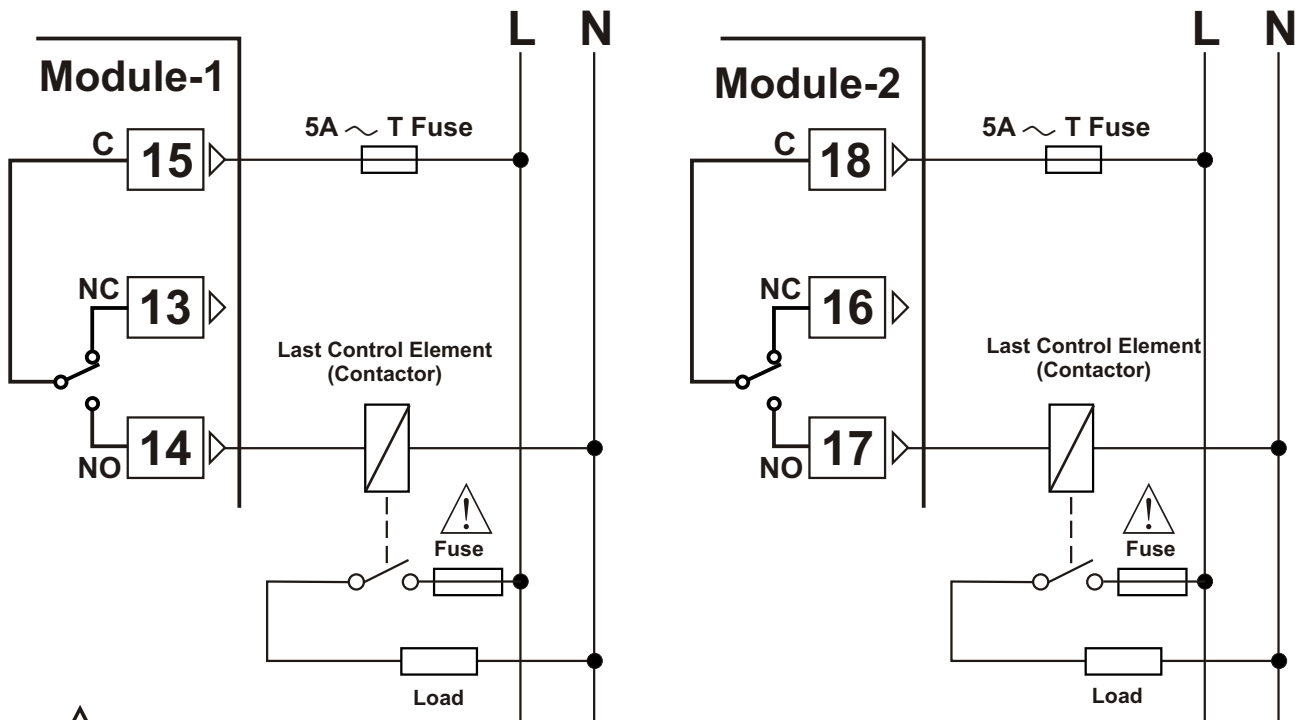 L N
Module-1
5A ~ T Fuse
C
15
NC
13
Last Control Element
(Contactor)
14
NO
!
Fuse
Load
L N
Module-2
5A ~ T Fuse
C
18
NC
16
Last Control Element
(Contactor)
17
NO
!
Fuse
Load